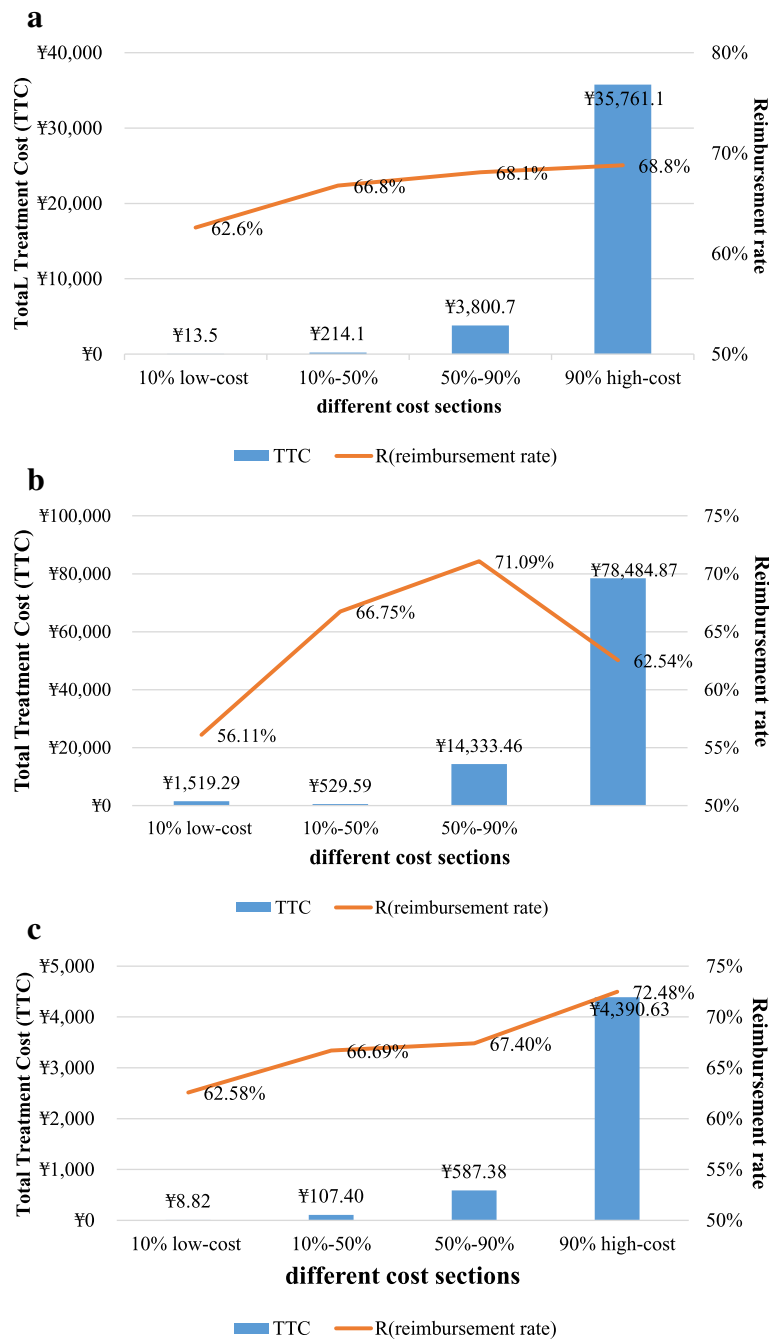 a
¥40,000
80%
¥35,761.1
¥30,000
70%
68.1%
68.8%
66.8%
¥20,000
62.6%
60%
¥10,000
¥3,800.7
¥13.5
¥214.1
¥0
50%
10% low-cost
10%-50%
50%-90%
90% high-cost
TotaL Treatment Cost (TTC)
Reimbursement rate
different cost sections
TTC
R(reimbursement rate)
b
¥100,000
75%
71.09%
¥78,484.87
¥80,000
70%
66.75%
¥60,000
65%
62.54%
¥40,000
60%
56.11%
¥20,000
55%
¥14,333.46
¥1,519.29
¥529.59
¥0
50%
10% low-cost
10%-50%
50%-90%
Total Treatment Cost (TTC)
Reimbursement rate
different cost sections
TTC
R(reimbursement rate)
c
¥5,000
75%
72.48%
¥4,390.63
¥4,000
70%
66.69%
67.40%
¥3,000
65%
62.58%
¥2,000
60%
¥1,000
55%
¥587.38
¥8.82
¥107.40
¥0
50%
10% low-cost
10%-50%
50%-90%
90% high-cost
Total Treatment Cost (TTC)
Reimbursement rate
different cost sections
TTC
R(reimbursement rate)